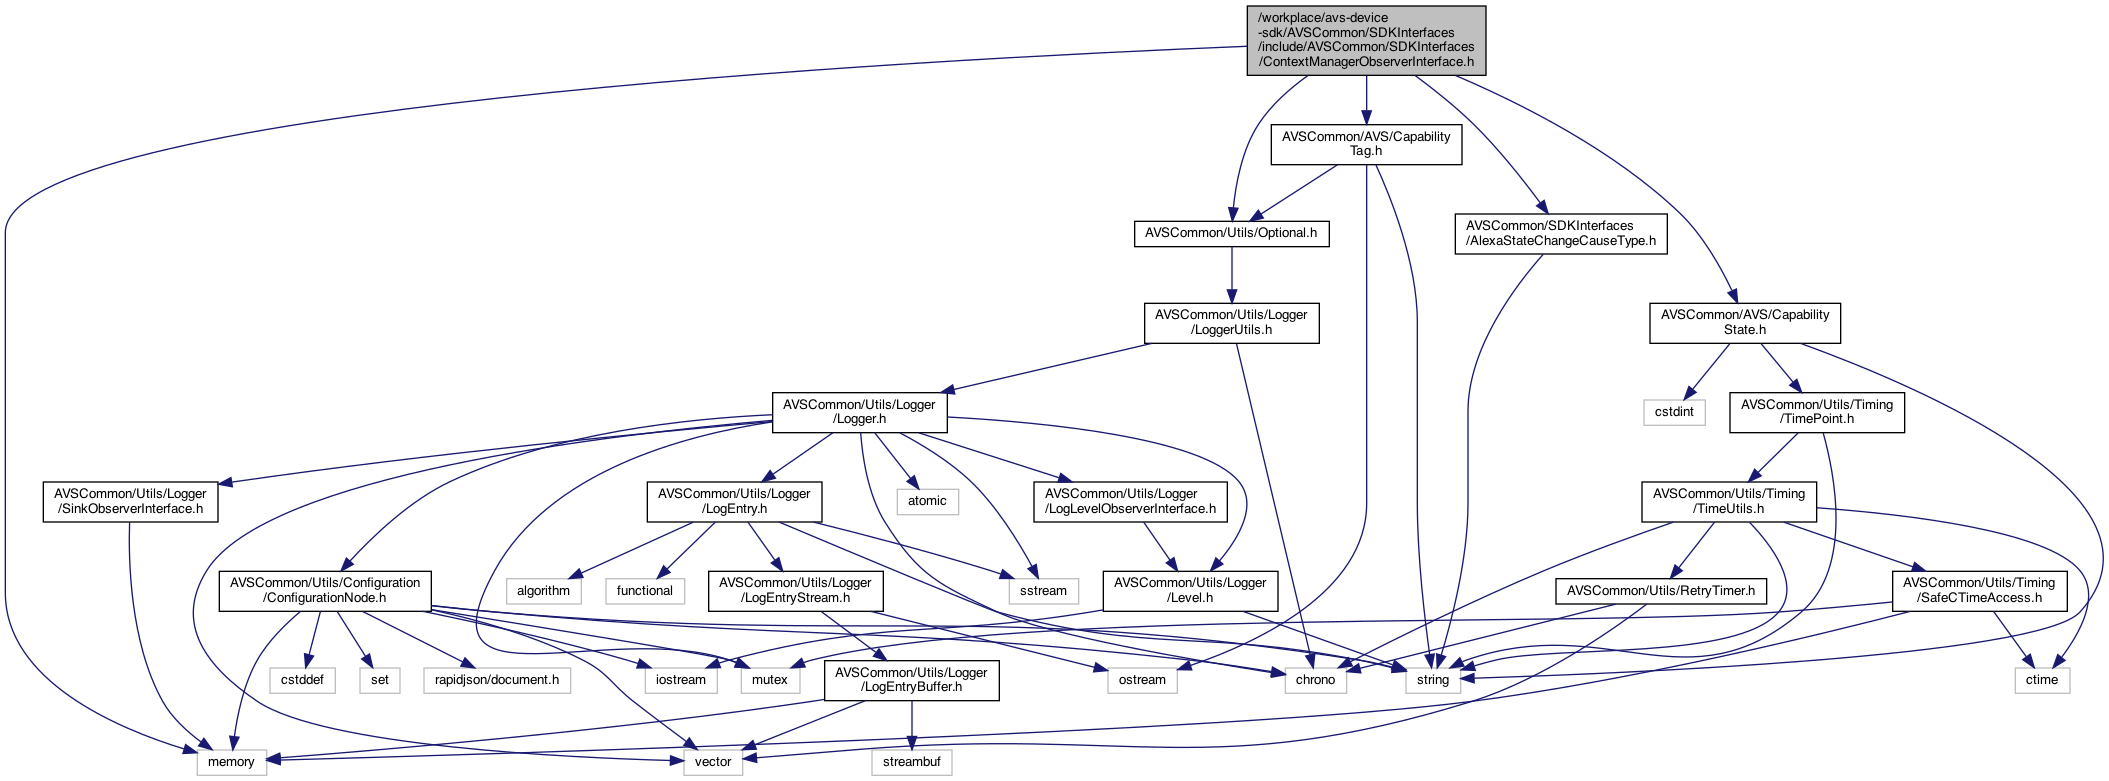 /workplace/avs-device
-sdk/AVSCommon/SDKInterfaces
/include/AVSCommon/SDKInterfaces
/ContextManagerObserverInterface.h
AVSCommon/AVS/Capability
Tag.h
AVSCommon/Utils/Optional.h
AVSCommon/SDKInterfaces
/AlexaStateChangeCauseType.h
AVSCommon/Utils/Logger
/LoggerUtils.h
AVSCommon/AVS/Capability
State.h
AVSCommon/Utils/Logger
/Logger.h
cstdint
AVSCommon/Utils/Timing
/TimePoint.h
AVSCommon/Utils/Logger
/SinkObserverInterface.h
AVSCommon/Utils/Logger
/LogEntry.h
atomic
AVSCommon/Utils/Logger
/LogLevelObserverInterface.h
AVSCommon/Utils/Timing
/TimeUtils.h
AVSCommon/Utils/Configuration
/ConfigurationNode.h
algorithm
functional
AVSCommon/Utils/Logger
/LogEntryStream.h
sstream
AVSCommon/Utils/Logger
/Level.h
AVSCommon/Utils/RetryTimer.h
AVSCommon/Utils/Timing
/SafeCTimeAccess.h
cstddef
set
rapidjson/document.h
iostream
mutex
AVSCommon/Utils/Logger
/LogEntryBuffer.h
ostream
chrono
string
ctime
memory
vector
streambuf